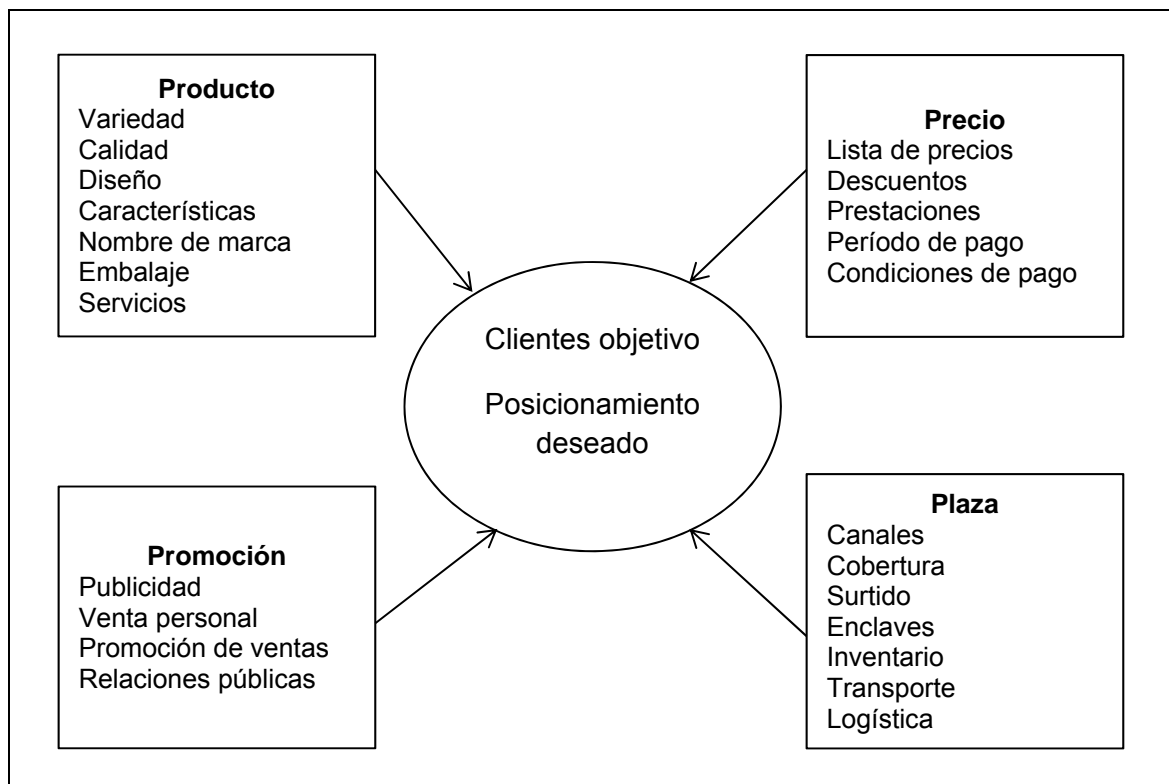 Producto
Variedad
Calidad
Diseño
Características
Nombre de marca
Embalaje
Servicios
Precio
Lista de precios
Descuentos
Prestaciones
Período de pago
Condiciones de pago
Clientes objetivo
Posicionamiento
deseado
Promoción
Publicidad
Venta personal
Promoción de ventas
Relaciones públicas
Plaza
Canales
Cobertura
Surtido
Enclaves
Inventario
Transporte
Logística